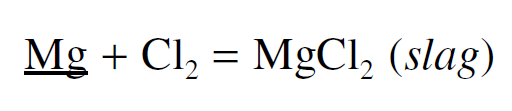 Mg + Cl₂ = MgCl₂ (slag)